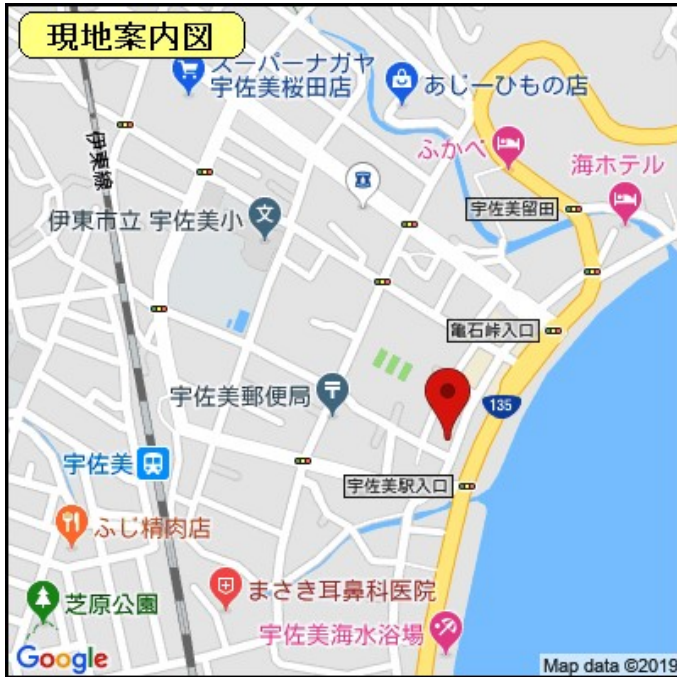 現地案内図
スーパーナガヤ
宇佐美桜田店
あじーひもの店
伊東線
ふかべ
海ホテル
宇佐美留田
伊東市立 宇佐美小
文
亀石峠入口
宇佐美郵便局
〒
135
宇佐美
宇佐美駅入口
ふじ精肉店
まさき耳鼻科医院
芝原公園
宇佐美海水浴場
Google
Map data ©2019